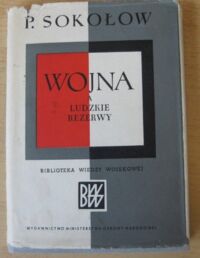 P. SOKOŁOW
WOJNA
A
LUDZKIE
REZERWY
BIBLIOTEKA WIEDZY WOJSKOWEJ
BWW
WYDAWNICTWO MINISTERSTWA OBRONY NARODOWEJ